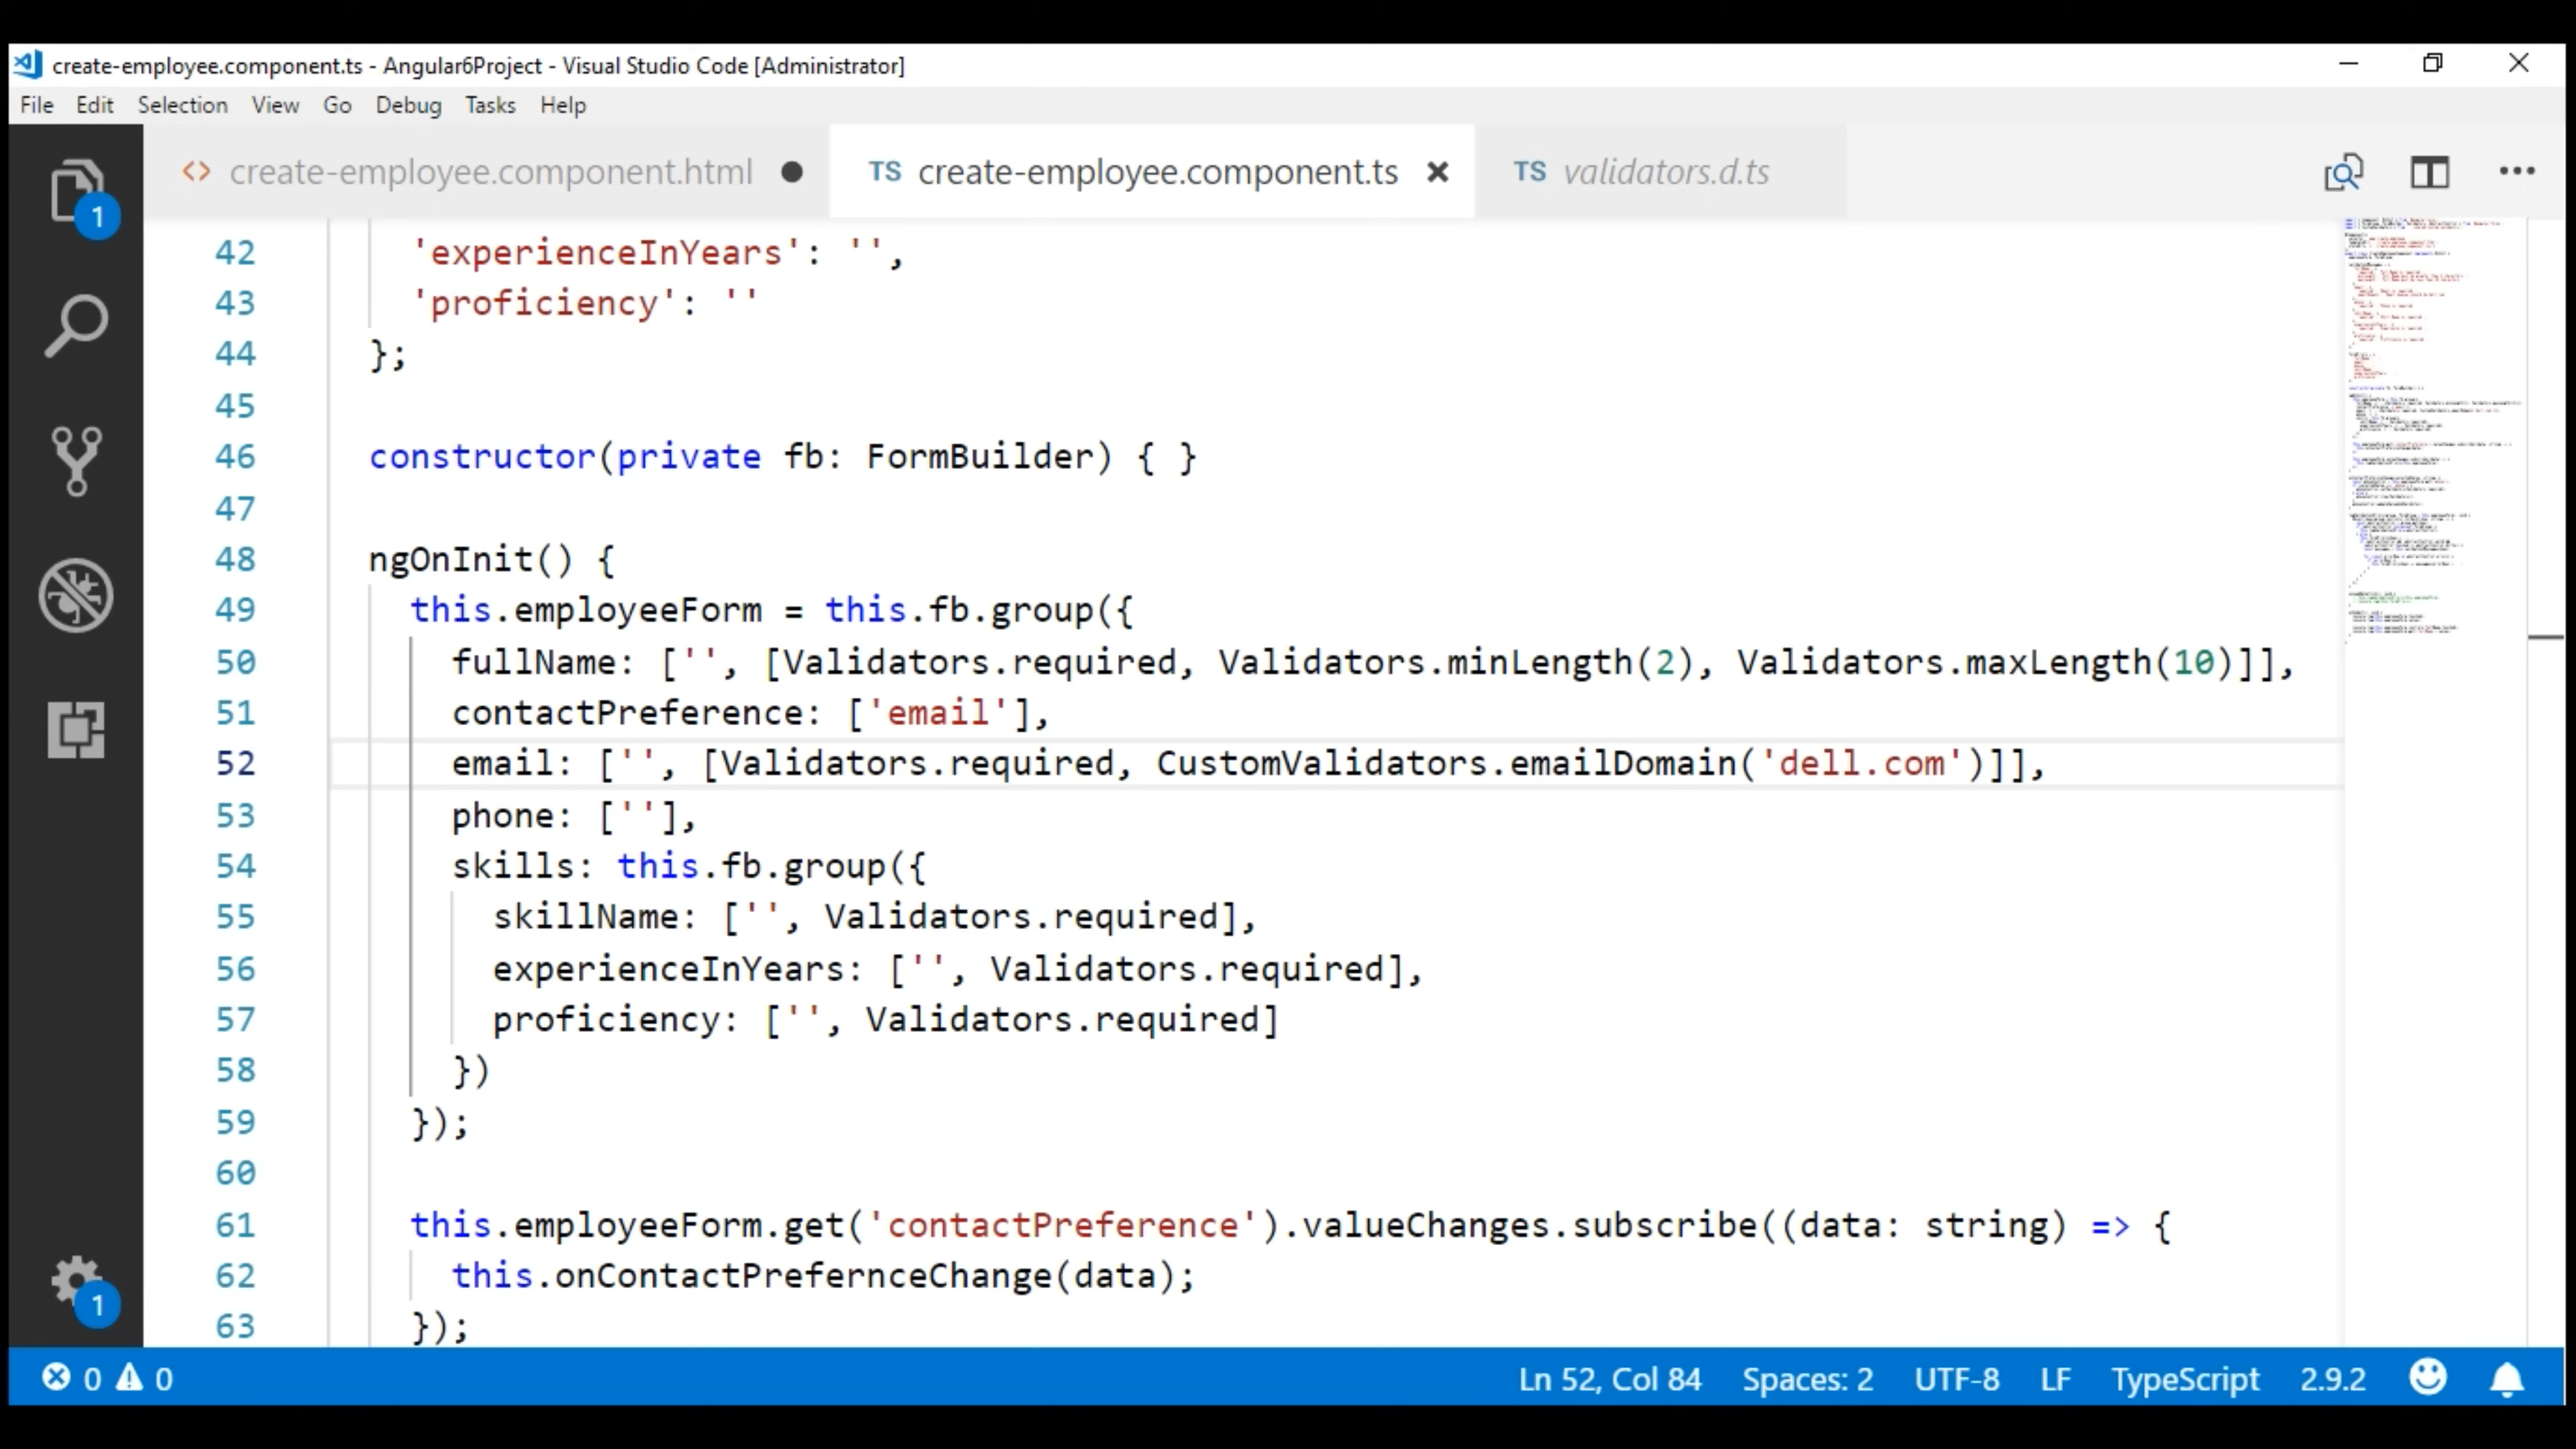 create-employee.component.ts - Angular6Project - Visual Studio Code [Administrator]
File Edit Selection View Go Debug Tasks Help
<> create-employee.component.html ● TS create-employee.component.ts × TS validators.d.ts
1
42 'experienceInYears': '',
43 'proficiency': ''
44 };
45
46 constructor(private fb: FormBuilder) { }
47
48 ngOnInit() {
49 this.employeeForm = this.fb.group({
50 fullName: ['', [Validators.required, Validators.minLength(2), Validators.maxLength(10)]],
51 contactPreference: ['email'],
52 email: ['', [Validators.required, CustomValidators.emailDomain('dell.com')]],
53 phone: [''],
54 skills: this.fb.group({
55 skillName: ['', Validators.required],
56 experienceInYears: ['', Validators.required],
57 proficiency: ['', Validators.required]
58 })
59 });
60
61 this.employeeForm.get('contactPreference').valueChanges.subscribe((data: string) => {
62 this.onContactPrefernceChange(data);
63 });
1
0 0 Ln 52, Col 84 Spaces: 2 UTF-8 LF TypeScript 2.9.2